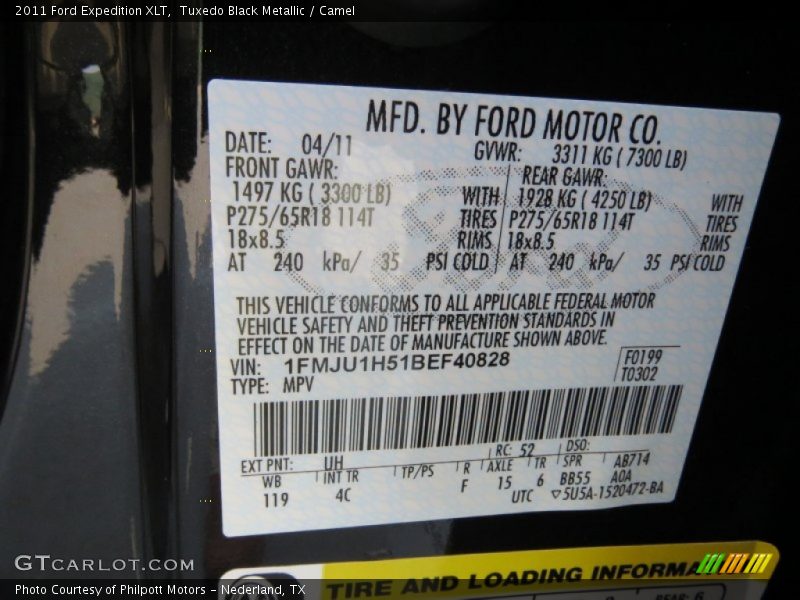 2011 Ford Expedition XLT, Tuxedo Black Metallic / Camel
MFD. BY FORD MOTOR CO.
DATE: 04/11 GVWR: 3311 KG ( 7300 LB)
FRONT GAWR: REAR GAWR:
1497 KG ( 3300 LB) WITH 1928 KG ( 4250 LB) WITH
P275/65R18 114T TIRES P275/65R18 114T TIRES
18x8.5 RIMS 18x8.5 RIMS
AT 240 kPa/ 35 PSI COLD AT 240 kPa/ 35 PSI COLD
THIS VEHICLE CONFORMS TO ALL APPLICABLE FEDERAL MOTOR
VEHICLE SAFETY AND THEFT PREVENTION STANDARDS IN
EFFECT ON THE DATE OF MANUFACTURE SHOWN ABOVE.
VIN: 1FMJU1H51BEF40828 F0199
TYPE: MPV T0302
EXT PNT: UH RC: 52 DSO:
WB INT TR TP/PS R AXLE TR SPR AB714
119 4C F 15 6 BB55 A0A
UTC ▽5U5A-1520472-BA
TIRE AND LOADING
GTCARLOT.COM
Photo Courtesy of Philpott Motors - Nederland, TX